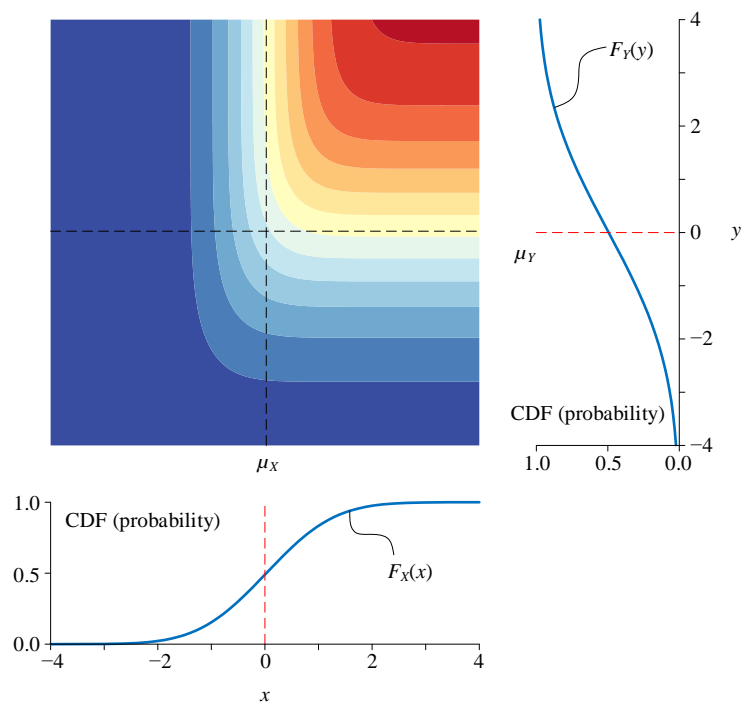 4
F_Y(y)
2
0
y
μ_Y
−2
CDF (probability)
−4
1.0
0.5
0.0
μ_X
1.0
CDF (probability)
0.5
F_X(x)
0.0
−4
−2
0
2
4
x